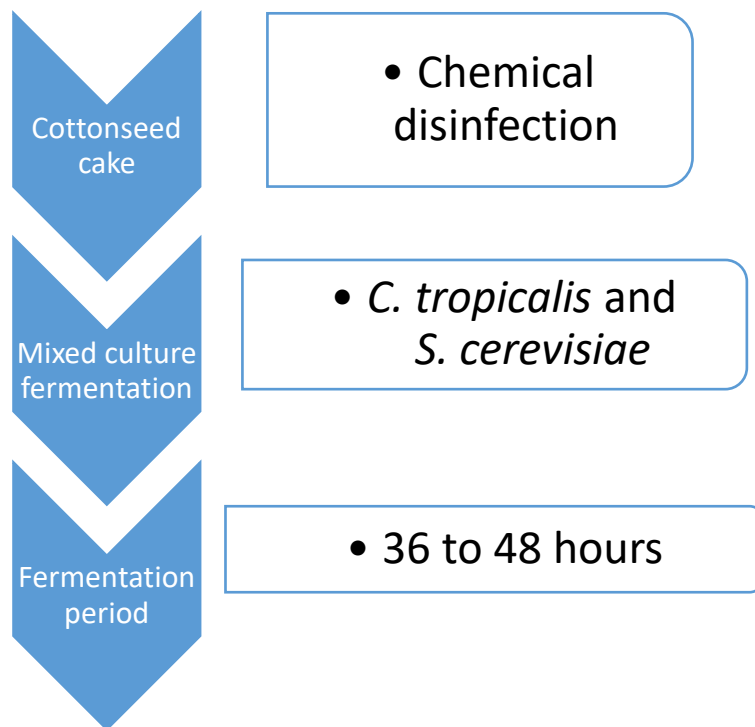 Cottonseed
cake
• Chemical
disinfection
Mixed culture
fermentation
• C. tropicalis and
S. cerevisiae
Fermentation
period
• 36 to 48 hours